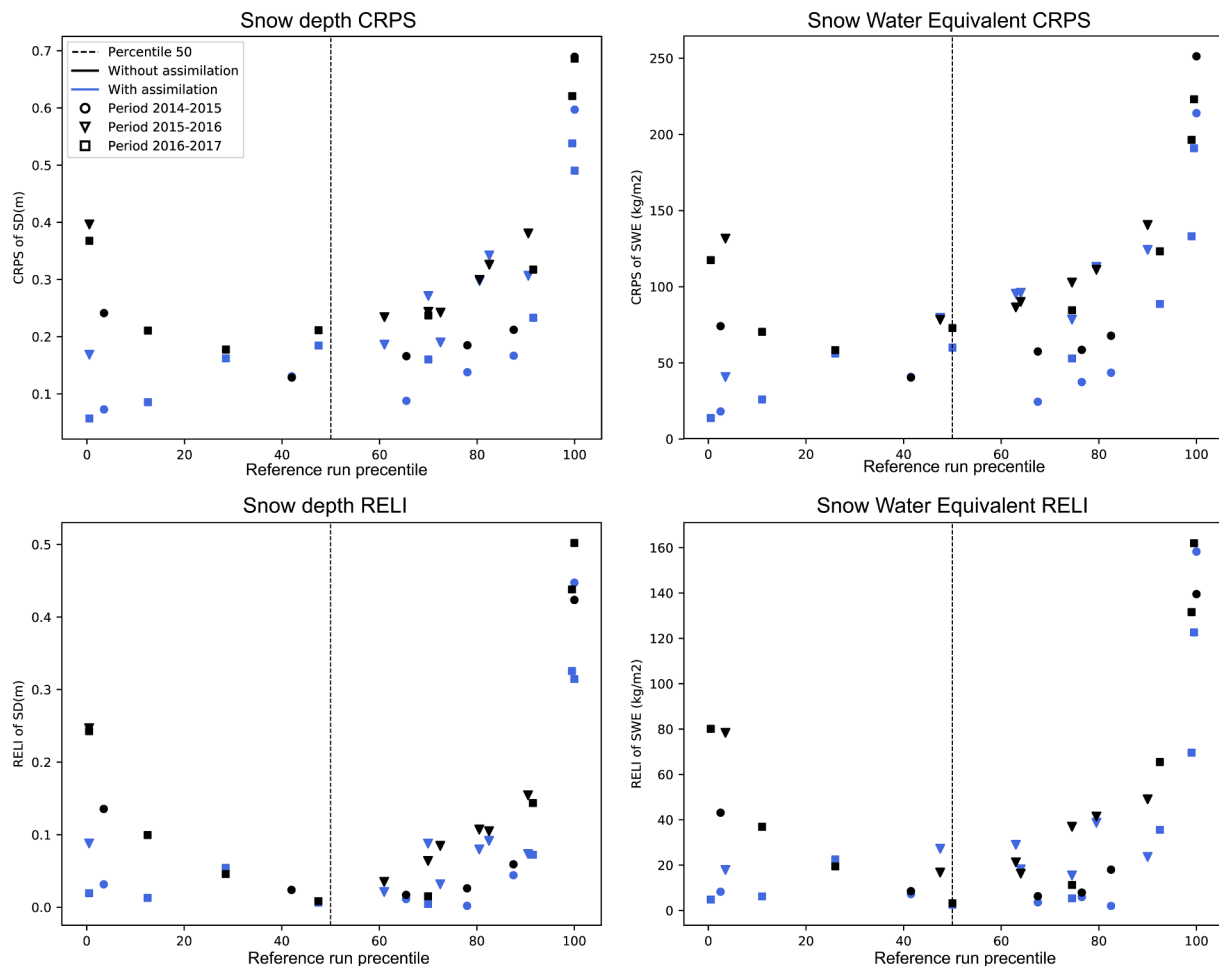 Snow depth CRPS
0.7
0.6
0.5
0.4
0.3
0.2
0.1
CRPS of SD(m)
Percentile 50
Without assimilation
With assimilation
Period 2014-2015
Period 2015-2016
Period 2016-2017
0 20 40 60 80 100
Reference run precentile
Snow Water Equivalent CRPS
250
200
150
100
50
0
CRPS of SWE (kg/m2)
0 20 40 60 80 100
Reference run precentile
Snow depth RELI
0.5
0.4
0.3
0.2
0.1
0.0
RELI of SD(m)
0 20 40 60 80 100
Reference run precentile
Snow Water Equivalent RELI
160
140
120
100
80
60
40
20
0
RELI of SWE (kg/m2)
0 20 40 60 80 100
Reference run precentile